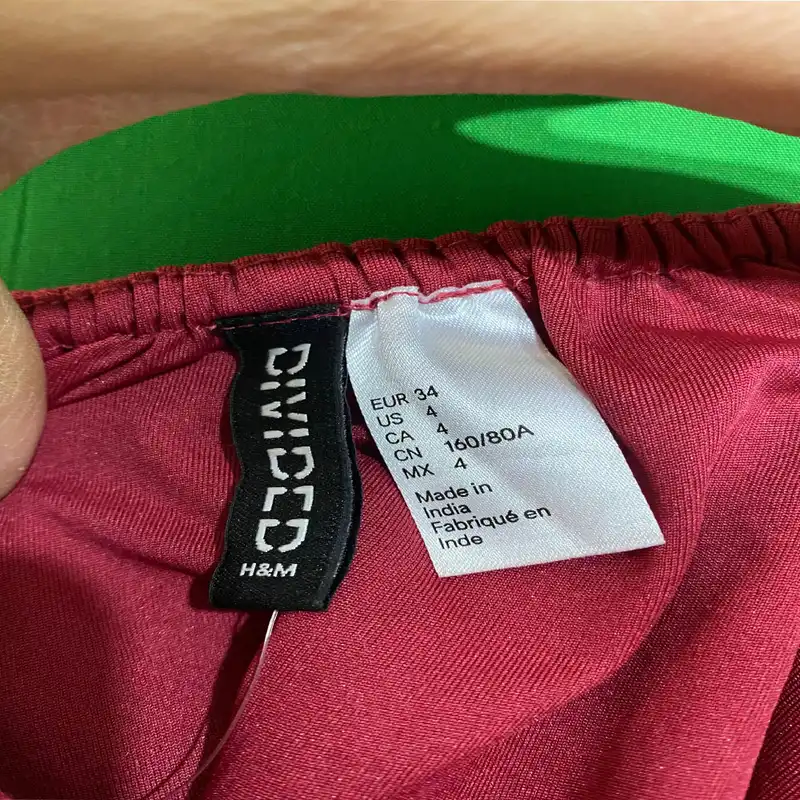 DIVIDED
H&M
EUR 34
US 4
CA 4
CN 160/80A
MX 4
Made in
India
Fabriqué en
Inde